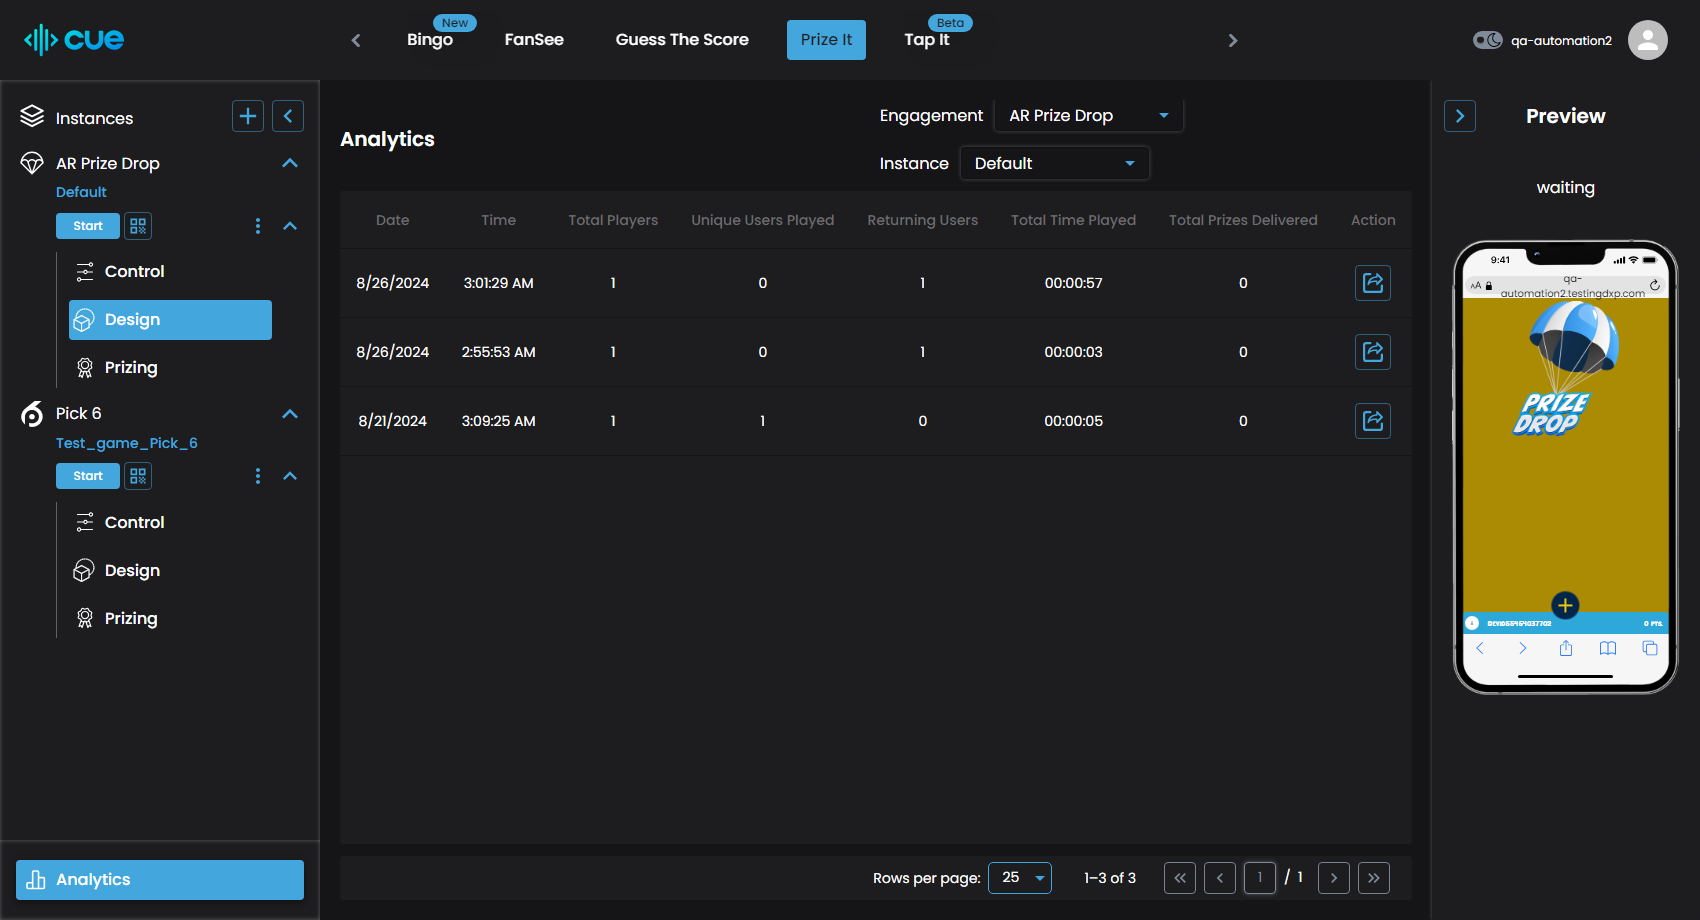 cue
New
Bingo
FanSee
Guess The Score
Prize It
Beta
Tap It
qa-automation2
Instances
AR Prize Drop
Default
Start
Control
Design
Prizing
Pick 6
Test_game_Pick_6
Start
Control
Design
Prizing
Analytics
Analytics
Engagement AR Prize Drop
Instance Default
Date Time Total Players Unique Users Played Returning Users Total Time Played Total Prizes Delivered Action
8/26/2024 3:01:29 AM 1 0 1 00:00:57 0
8/26/2024 2:55:53 AM 1 0 1 00:00:03 0
8/21/2024 3:09:25 AM 1 1 0 00:00:05 0
Rows per page: 25 1–3 of 3 1 / 1
Preview
waiting
9:41
AA qa-
automation2.testingdxp.com
PRIZE
DROP
0 PTS.